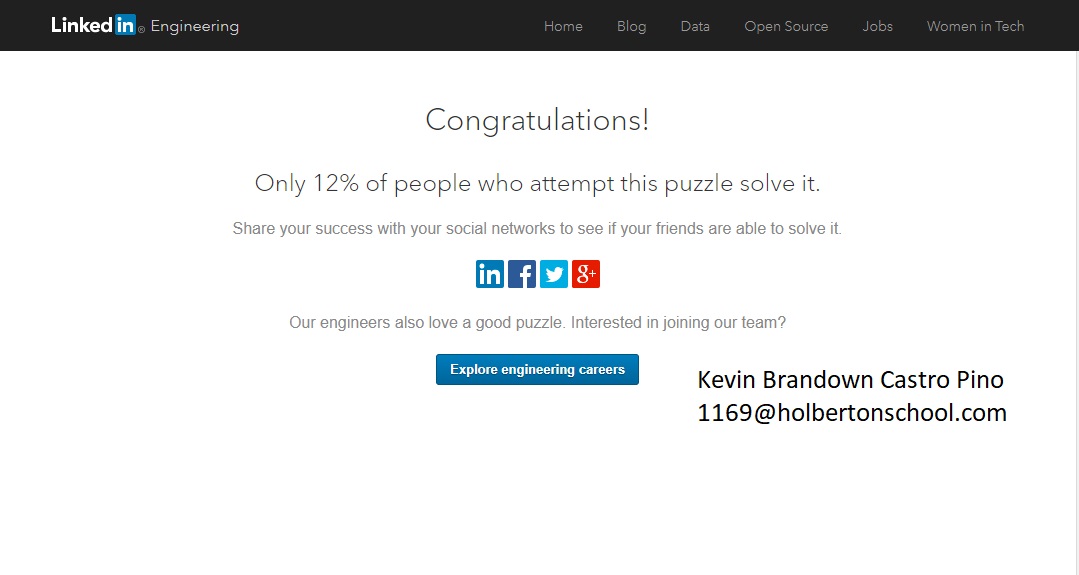 Linked in ® Engineering Home Blog Data Open Source Jobs Women in Tech
Congratulations!
Only 12% of people who attempt this puzzle solve it.
Share your success with your social networks to see if your friends are able to solve it.
in f g+
Our engineers also love a good puzzle. Interested in joining our team?
Explore engineering careers
Kevin Brandown Castro Pino
1169@holbertonschool.com